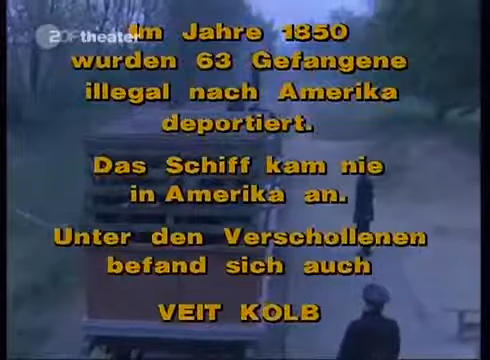 ZDFtheater
Im Jahre 1850
wurden 63 Gefangene
illegal nach Amerika
deportiert.
Das Schiff kam nie
in Amerika an.
Unter den Verschollenen
befand sich auch
VEIT KOLB